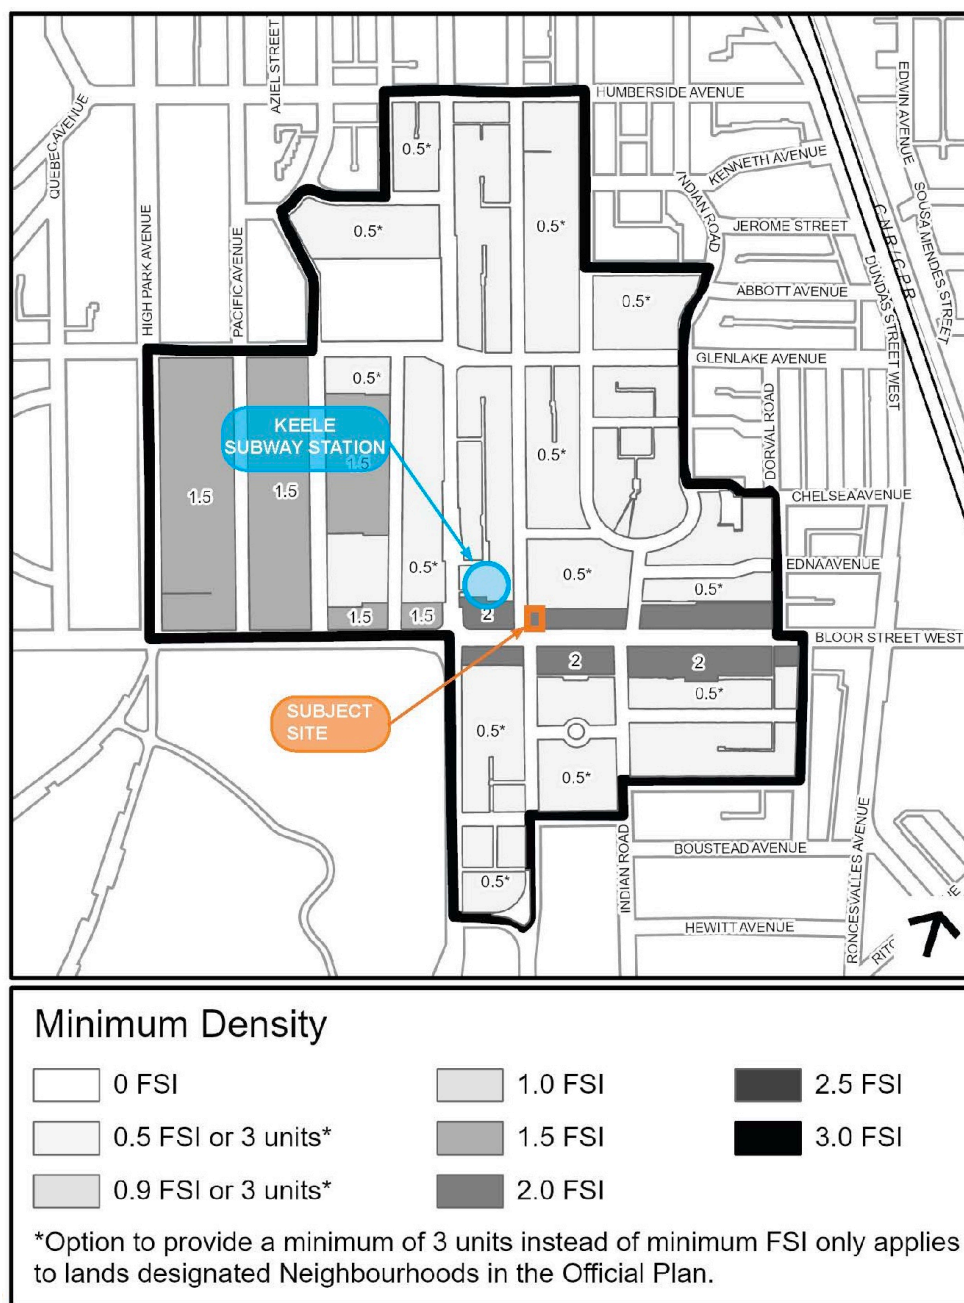 HUMBERSIDE AVENUE
AZIEL STREET
EDWIN AVENUE
QUEBEC AVENUE
0.5*
KENNETH AVENUE
INDIAN ROAD
SOUSA MENDES STREET
HIGH PARK AVENUE
PACIFIC AVENUE
0.5*
0.5*
JEROME STREET
C.N.R / C.P.R
DUNDAS STREET WEST
0.5*
ABBOTT AVENUE
GLENLAKE AVENUE
0.5*
DORVAL ROAD
KEELE
SUBWAY STATION
0.5*
1.5
1.5
1.5
CHELSEA AVENUE
EDNA AVENUE
0.5*
0.5*
0.5*
1.5
1.5
2
BLOOR STREET WEST
2
2
0.5*
SUBJECT
SITE
0.5*
0.5*
INDIAN ROAD
BOUSTEAD AVENUE
RONCESVALLES AVENUE
0.5*
HEWITT AVENUE
RITC
UE
Minimum Density
0 FSI
1.0 FSI
2.5 FSI
0.5 FSI or 3 units*
1.5 FSI
3.0 FSI
0.9 FSI or 3 units*
2.0 FSI
*Option to provide a minimum of 3 units instead of minimum FSI only applies
to lands designated Neighbourhoods in the Official Plan.